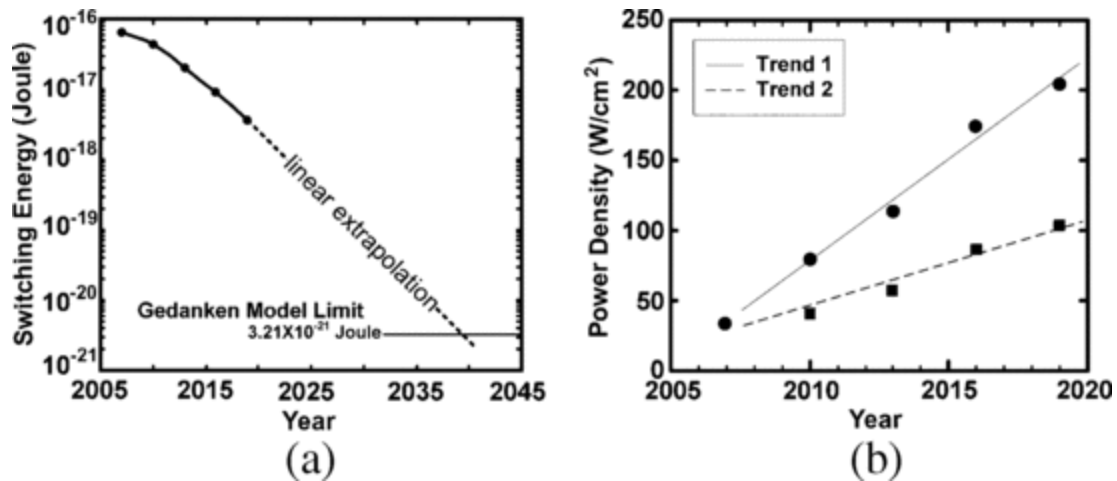 10⁻¹⁶
10⁻¹⁷
10⁻¹⁸
10⁻¹⁹
10⁻²⁰
10⁻²¹
Switching Energy (Joule)
linear extrapolation
Gedanken Model Limit
3.21X10⁻²¹ Joule
2005 2015 2025 2035 2045
Year
(a)
250
200
150
100
50
0
Power Density (W/cm²)
Trend 1
Trend 2
2005 2010 2015 2020
Year
(b)